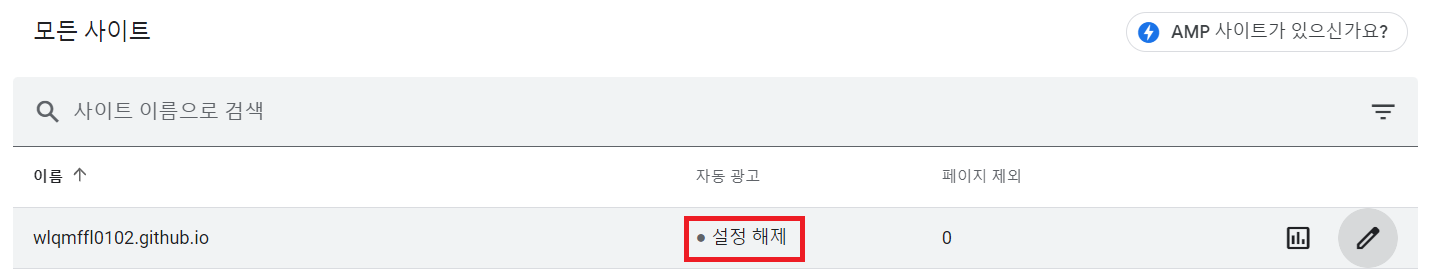 모든 사이트
AMP 사이트가 있으신가요?
사이트 이름으로 검색
이름 자동 광고 페이지 제외
wlqmffl0102.github.io 설정 해제 0